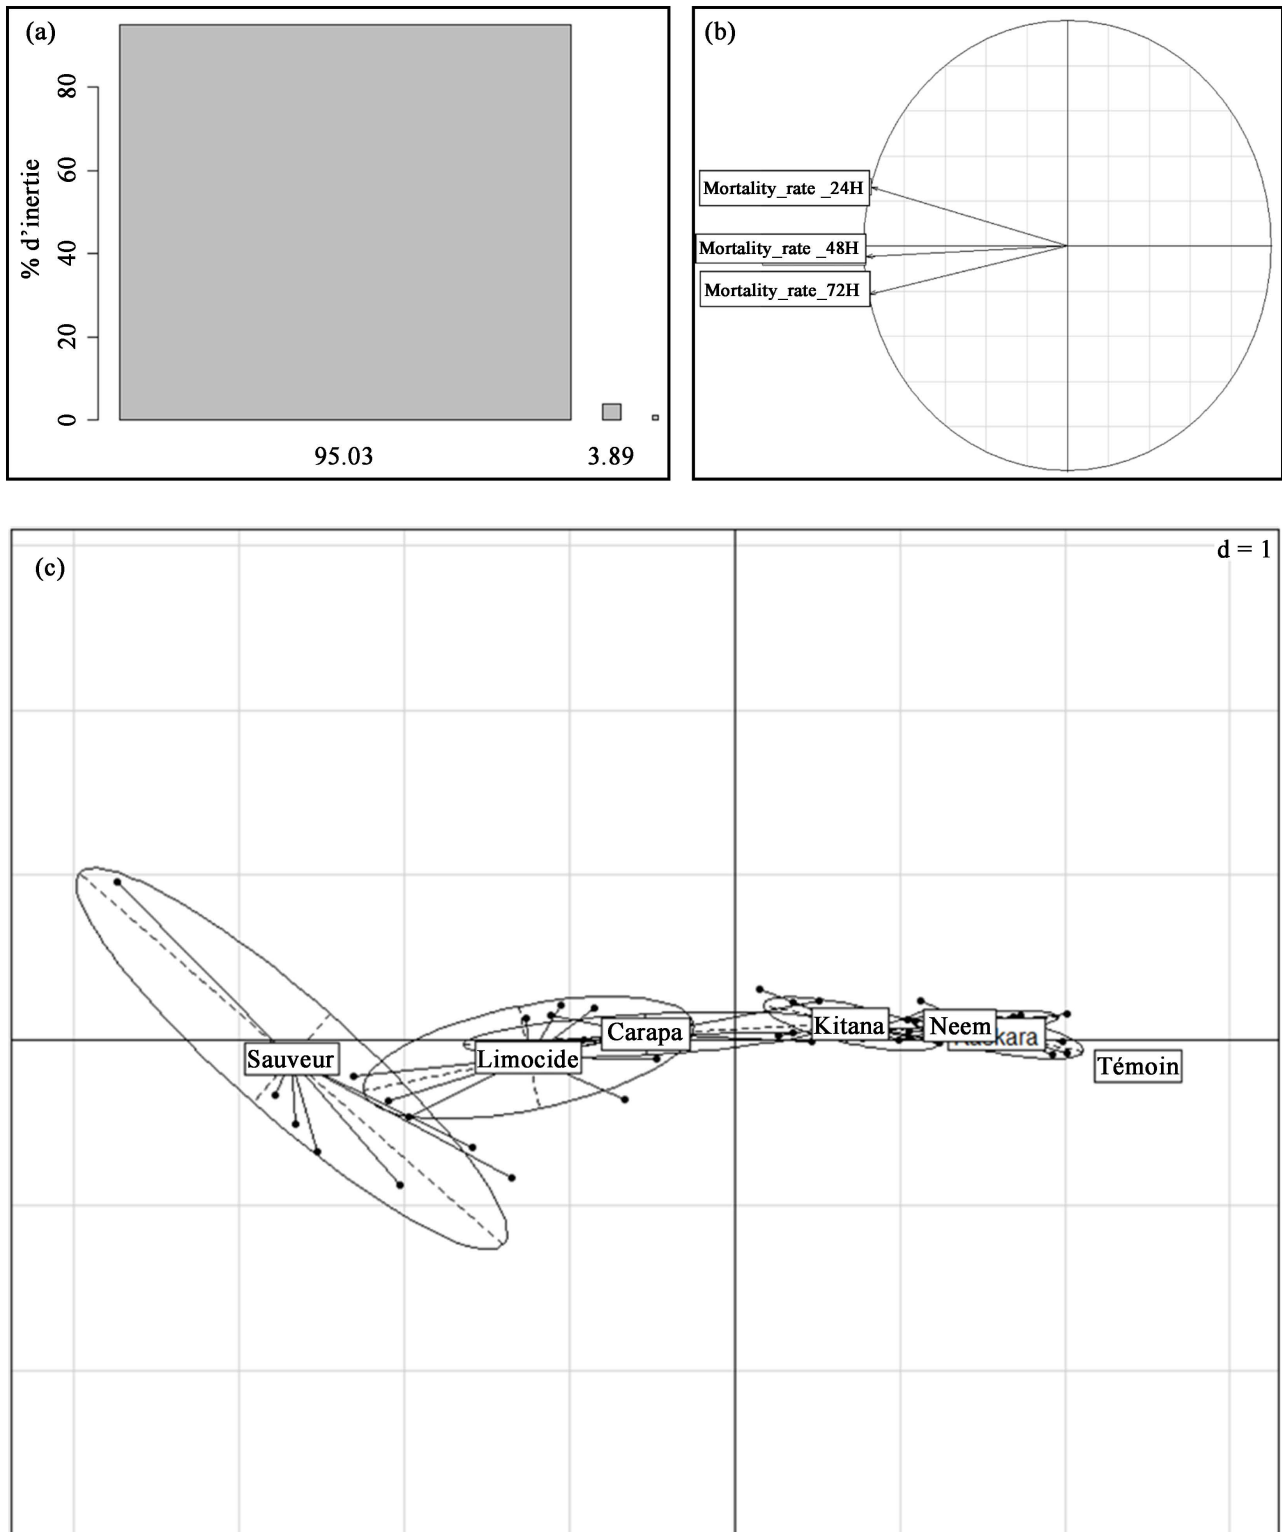 (a)
% d'inertie
80
60
40
20
0
95.03
3.89
(b)
Mortality_rate _24H
Mortality_rate _48H
Mortality_rate_72H
(c)
d = 1
Sauveur
Limocide
Carapa
Kitana
Neem
Témoin